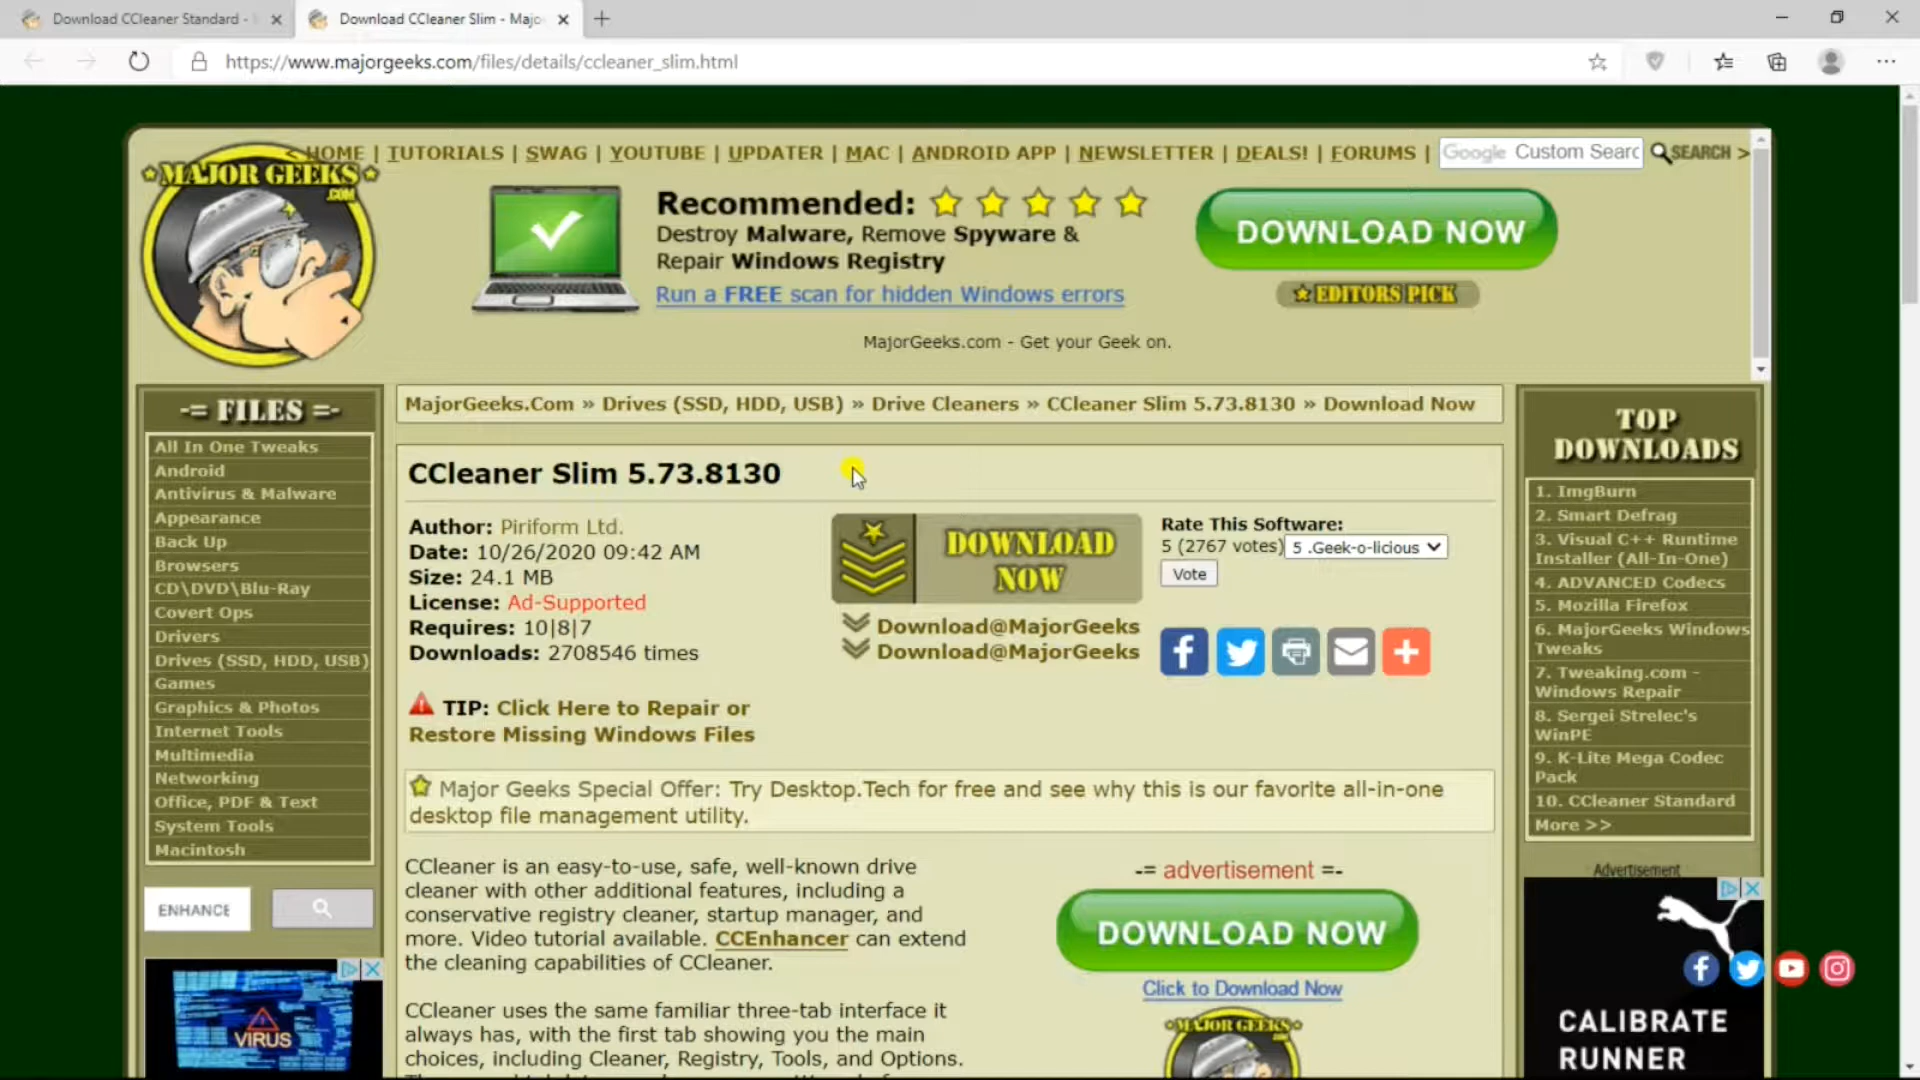 Download CCleaner Standard -
Download CCleaner Slim - Majo
https://www.majorgeeks.com/files/details/ccleaner_slim.html
MAJOR GEEKS
.COM
< HOME | TUTORIALS | SWAG | YOUTUBE | UPDATER | MAC | ANDROID APP | NEWSLETTER | DEALS! | FORUMS |
Google Custom Searc
SEARCH >
Recommended:
Destroy Malware, Remove Spyware &
Repair Windows Registry
Run a FREE scan for hidden Windows errors
DOWNLOAD NOW
EDITORS PICK
MajorGeeks.com - Get your Geek on.
-= FILES =-
All In One Tweaks
Android
Antivirus & Malware
Appearance
Back Up
Browsers
CD\DVD\Blu-Ray
Covert Ops
Drivers
Drives (SSD, HDD, USB)
Games
Graphics & Photos
Internet Tools
Multimedia
Networking
Office, PDF & Text
System Tools
Macintosh
ENHANCE
VIRUS
MajorGeeks.Com » Drives (SSD, HDD, USB) » Drive Cleaners » CCleaner Slim 5.73.8130 » Download Now
CCleaner Slim 5.73.8130
Author: Piriform Ltd.
Date: 10/26/2020 09:42 AM
Size: 24.1 MB
License: Ad-Supported
Requires: 10|8|7
Downloads: 2708546 times
TIP: Click Here to Repair or
Restore Missing Windows Files
DOWNLOAD
NOW
Download@MajorGeeks
Download@MajorGeeks
Rate This Software:
5 (2767 votes) 5 .Geek-o-licious
Vote
Major Geeks Special Offer: Try Desktop.Tech for free and see why this is our favorite all-in-one
desktop file management utility.
CCleaner is an easy-to-use, safe, well-known drive
cleaner with other additional features, including a
conservative registry cleaner, startup manager, and
more. Video tutorial available. CCEnhancer can extend
the cleaning capabilities of CCleaner.
CCleaner uses the same familiar three-tab interface it
always has, with the first tab showing you the main
choices, including Cleaner, Registry, Tools, and Options.
-= advertisement =-
DOWNLOAD NOW
Click to Download Now
MAJOR GEEKS
TOP
DOWNLOADS
1. ImgBurn
2. Smart Defrag
3. Visual C++ Runtime
Installer (All-In-One)
4. ADVANCED Codecs
5. Mozilla Firefox
6. MajorGeeks Windows
Tweaks
7. Tweaking.com -
Windows Repair
8. Sergei Strelec's
WinPE
9. K-Lite Mega Codec
Pack
10. CCleaner Standard
More >>
Advertisement
CALIBRATE
RUNNER